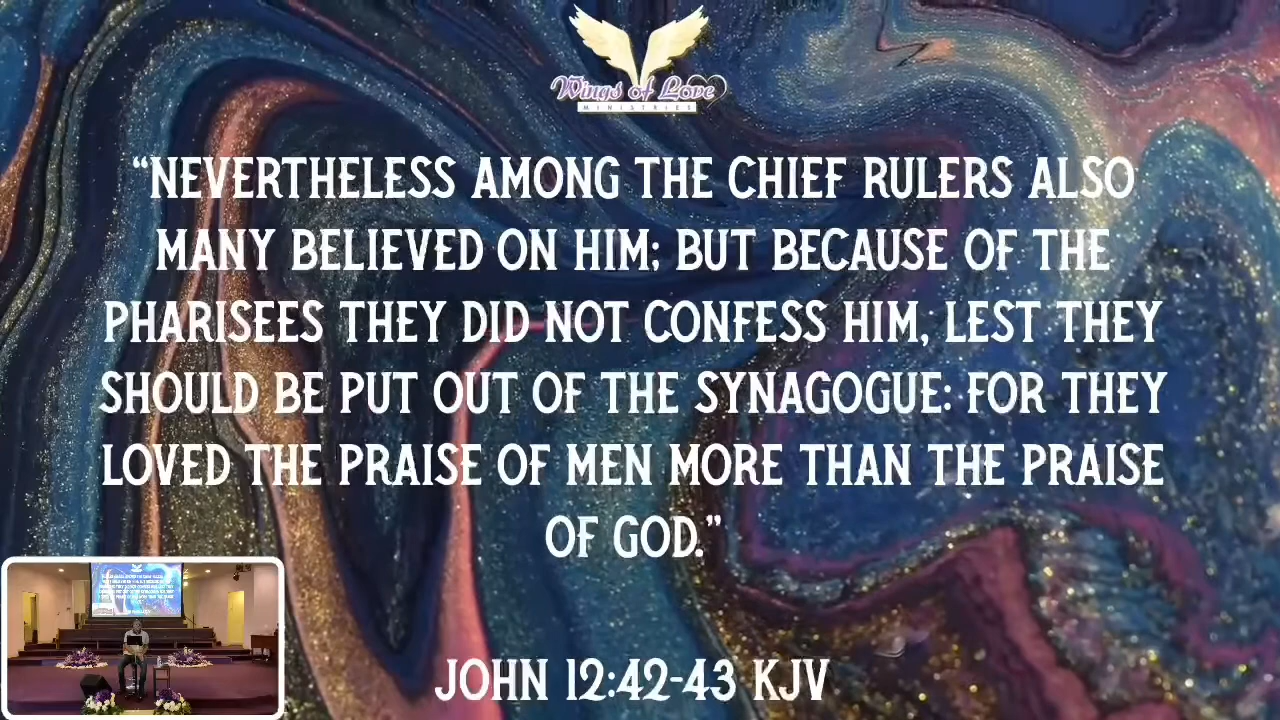 Wings of Love
MINISTRIES
“NEVERTHELESS AMONG THE CHIEF RULERS ALSO
MANY BELIEVED ON HIM; BUT BECAUSE OF THE
PHARISEES THEY DID NOT CONFESS HIM, LEST THEY
SHOULD BE PUT OUT OF THE SYNAGOGUE: FOR THEY
LOVED THE PRAISE OF MEN MORE THAN THE PRAISE
OF GOD.”
JOHN 12:42-43 KJV